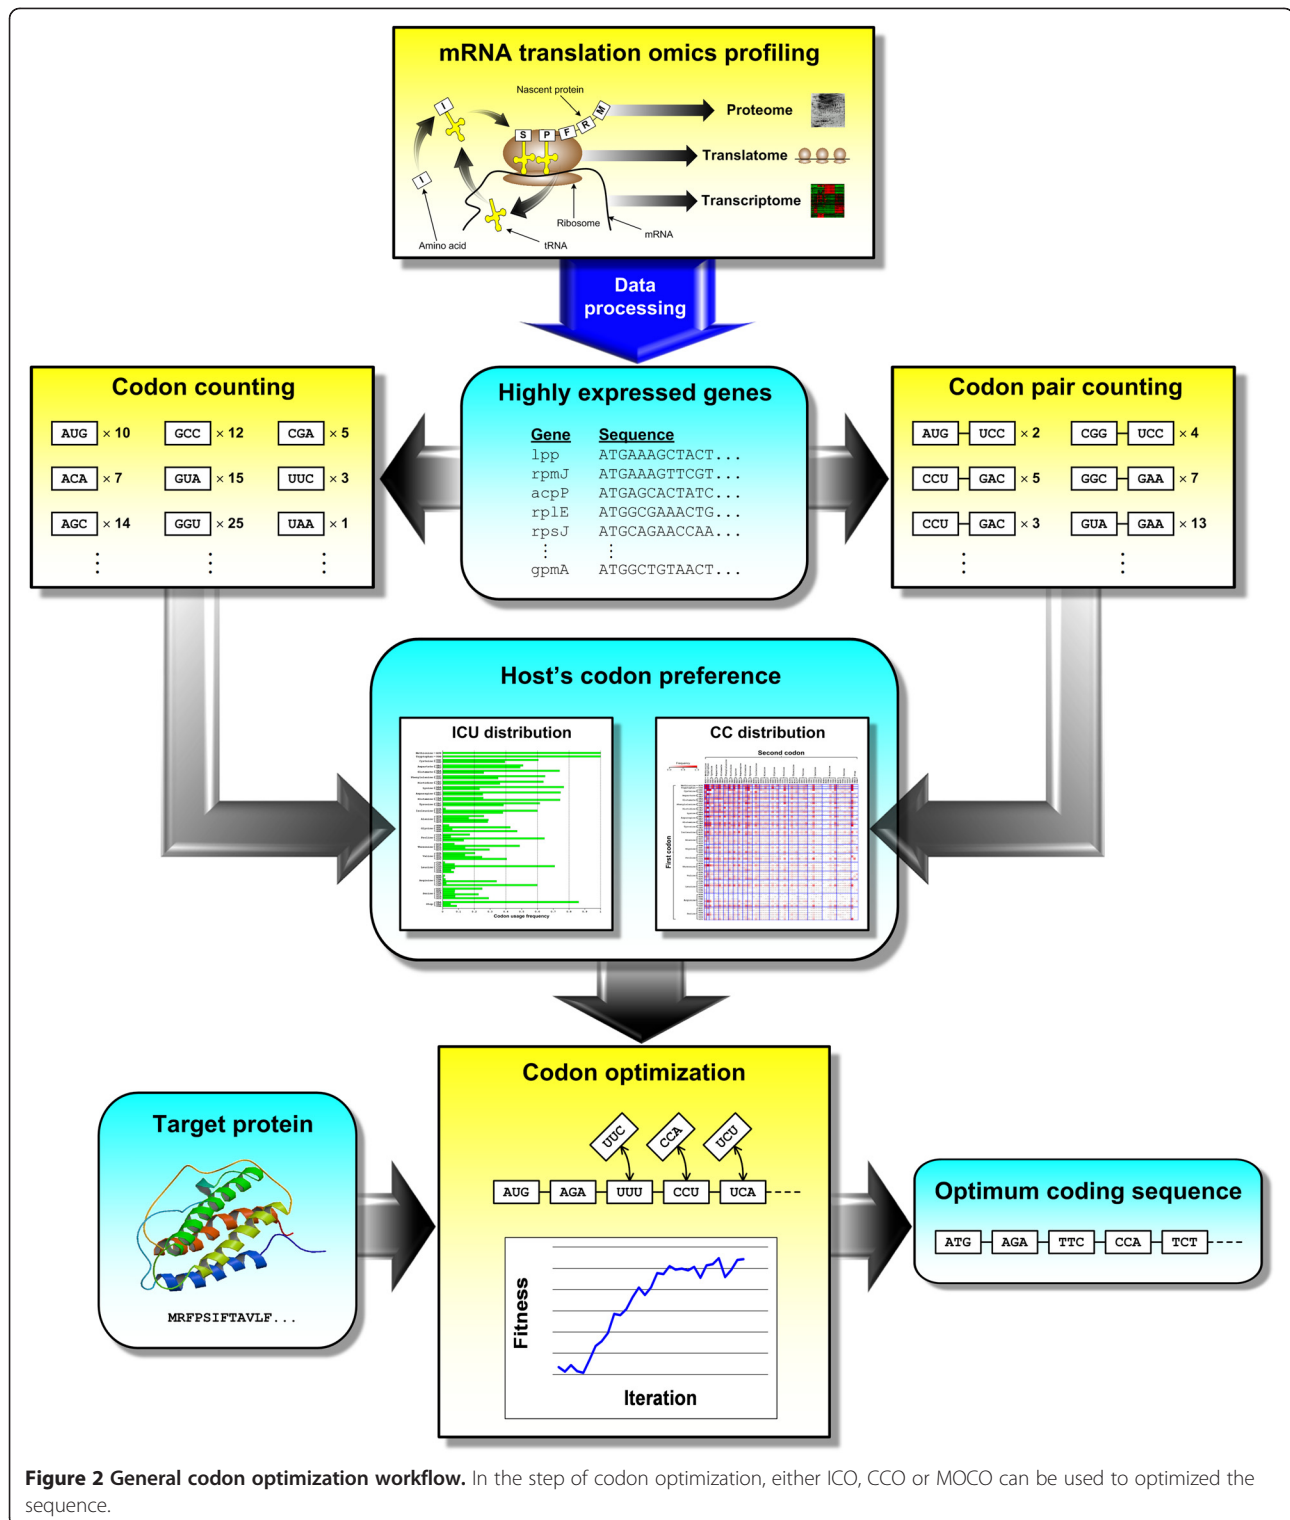 mRNA translation omics profiling
Nascent protein
I
S P F R M
Proteome
Translatome
I
Transcriptome
Ribosome
mRNA
Amino acid
tRNA
Data
processing
Codon counting
AUG × 10 GCC × 12 CGA × 5
ACA × 7 GUA × 15 UUC × 3
AGC × 14 GGU × 25 UAA × 1
Highly expressed genes
Gene Sequence
lpp ATGAAAGCTACT...
rpmJ ATGAAAGTTCGT...
acpP ATGAGCACTATC...
rplE ATGGCGAAACTG...
rpsJ ATGCAGAACCAA...
gpmA ATGGCTGTAACT...
Codon pair counting
AUG UCC × 2 CGG UCC × 4
CCU GAC × 5 GGC GAA × 7
CCU GAC × 3 GUA GAA × 13
Host's codon preference
ICU distribution
Codon usage frequency
CC distribution
Second codon
First codon
Target protein
MRFPSIFTAVLF...
Codon optimization
UUC CCA UCU
AUG AGA UUU CCU UCA
Fitness
Iteration
Optimum coding sequence
ATG AGA TTC CCA TCT
Figure 2 General codon optimization workflow. In the step of codon optimization, either ICO, CCO or MOCO can be used to optimized the
sequence.